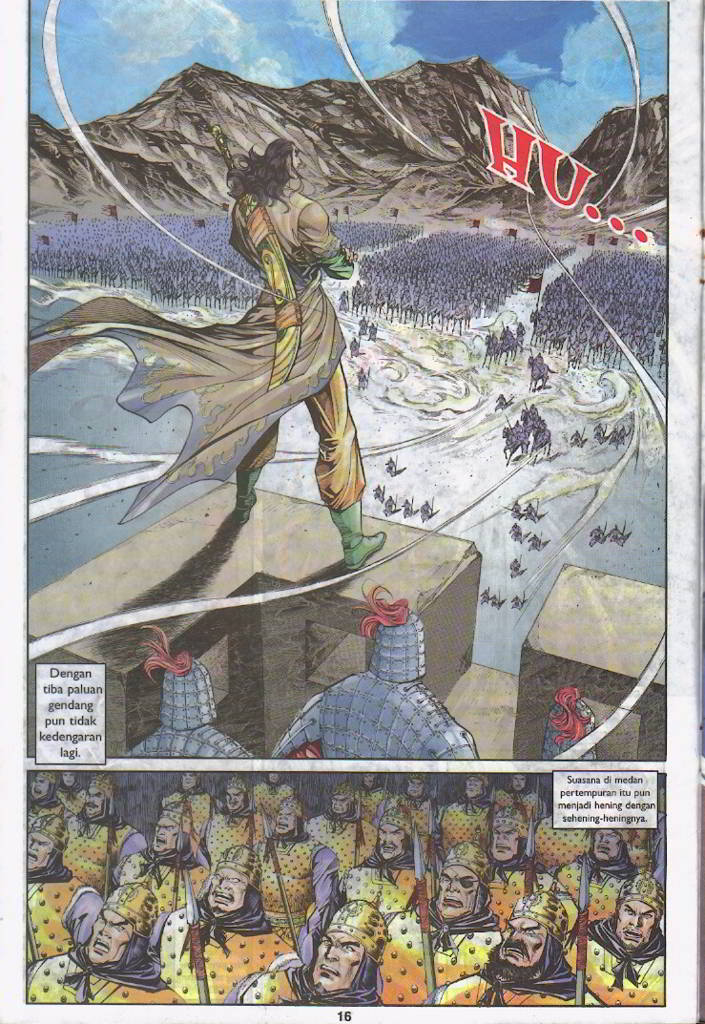 HU...
Dengan
tiba paluan
gendang
pun tidak
kedengaran
lagi.
Suasana di medan
pertempuran itu pun
menjadi hening dengan
sehening-heningnya.
16